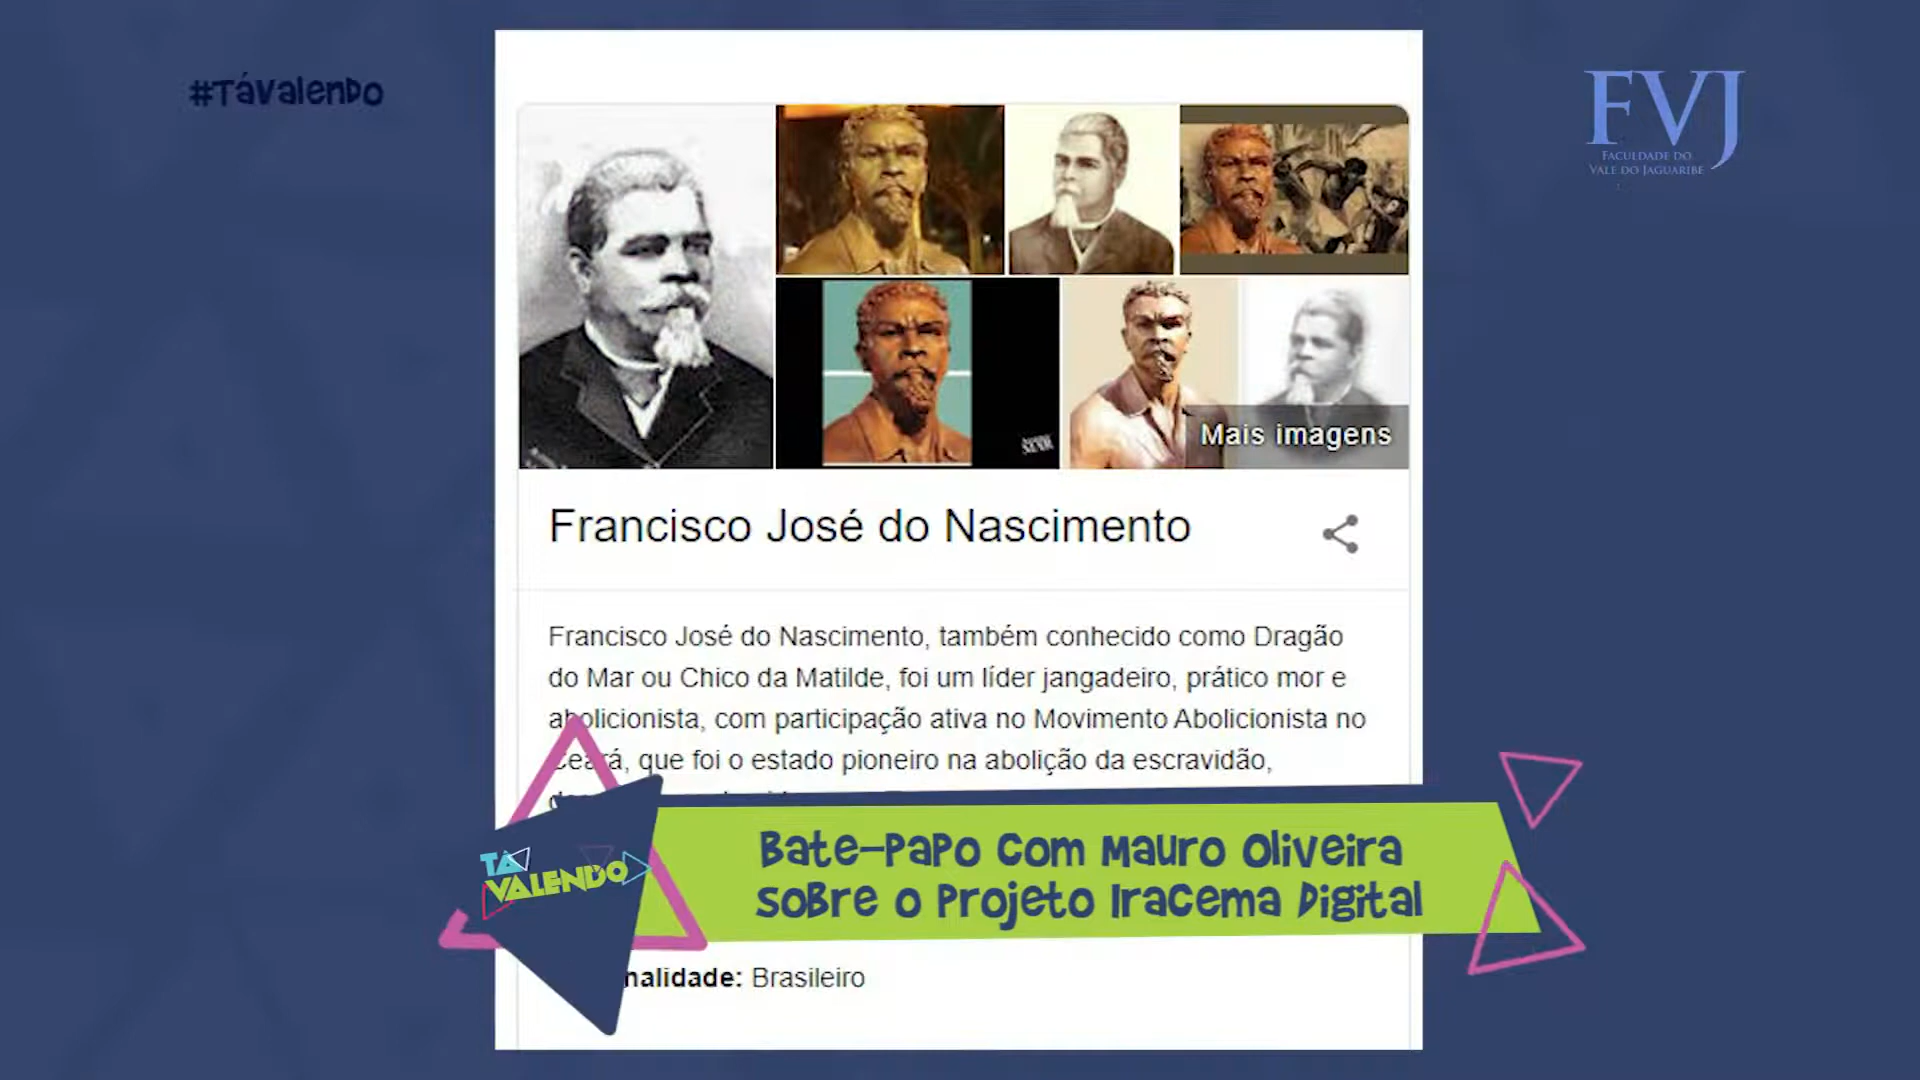 #TáValendo
FVJ
FACULDADE DO
VALE DO JAGUARIBE
Mais imagens
Francisco José do Nascimento
Francisco José do Nascimento, também conhecido como Dragão
do Mar ou Chico da Matilde, foi um líder jangadeiro, prático mor e
abolicionista, com participação ativa no Movimento Abolicionista no
Ceará, que foi o estado pioneiro na abolição da escravidão,
TÁ
VALENDO
Bate-papo com Mauro Oliveira
sobre o Projeto Iracema Digital
nalidade: Brasileiro